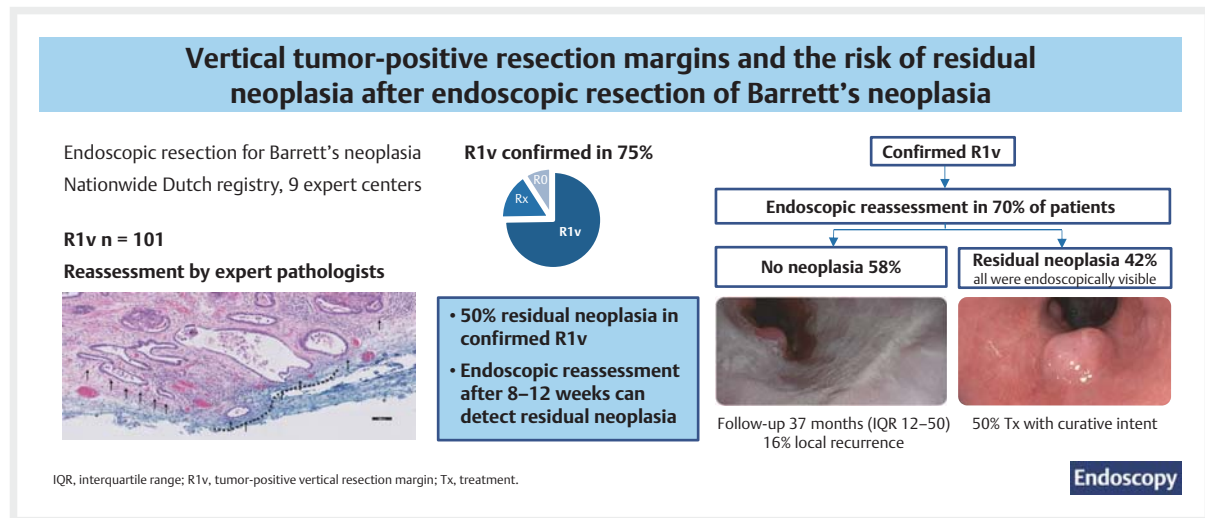 Vertical tumor-positive resection margins and the risk of residual
neoplasia after endoscopic resection of Barrett's neoplasia
Endoscopic resection for Barrett's neoplasia
Nationwide Dutch registry, 9 expert centers
R1v n = 101
Reassessment by expert pathologists
R1v confirmed in 75%
R0
Rx
R1v
• 50% residual neoplasia in
confirmed R1v
• Endoscopic reassessment
after 8–12 weeks can
detect residual neoplasia
Confirmed R1v
Endoscopic reassessment in 70% of patients
No neoplasia 58%
Residual neoplasia 42%
all were endoscopically visible
Follow-up 37 months (IQR 12–50)
16% local recurrence
50% Tx with curative intent
IQR, interquartile range; R1v, tumor-positive vertical resection margin; Tx, treatment.
Endoscopy